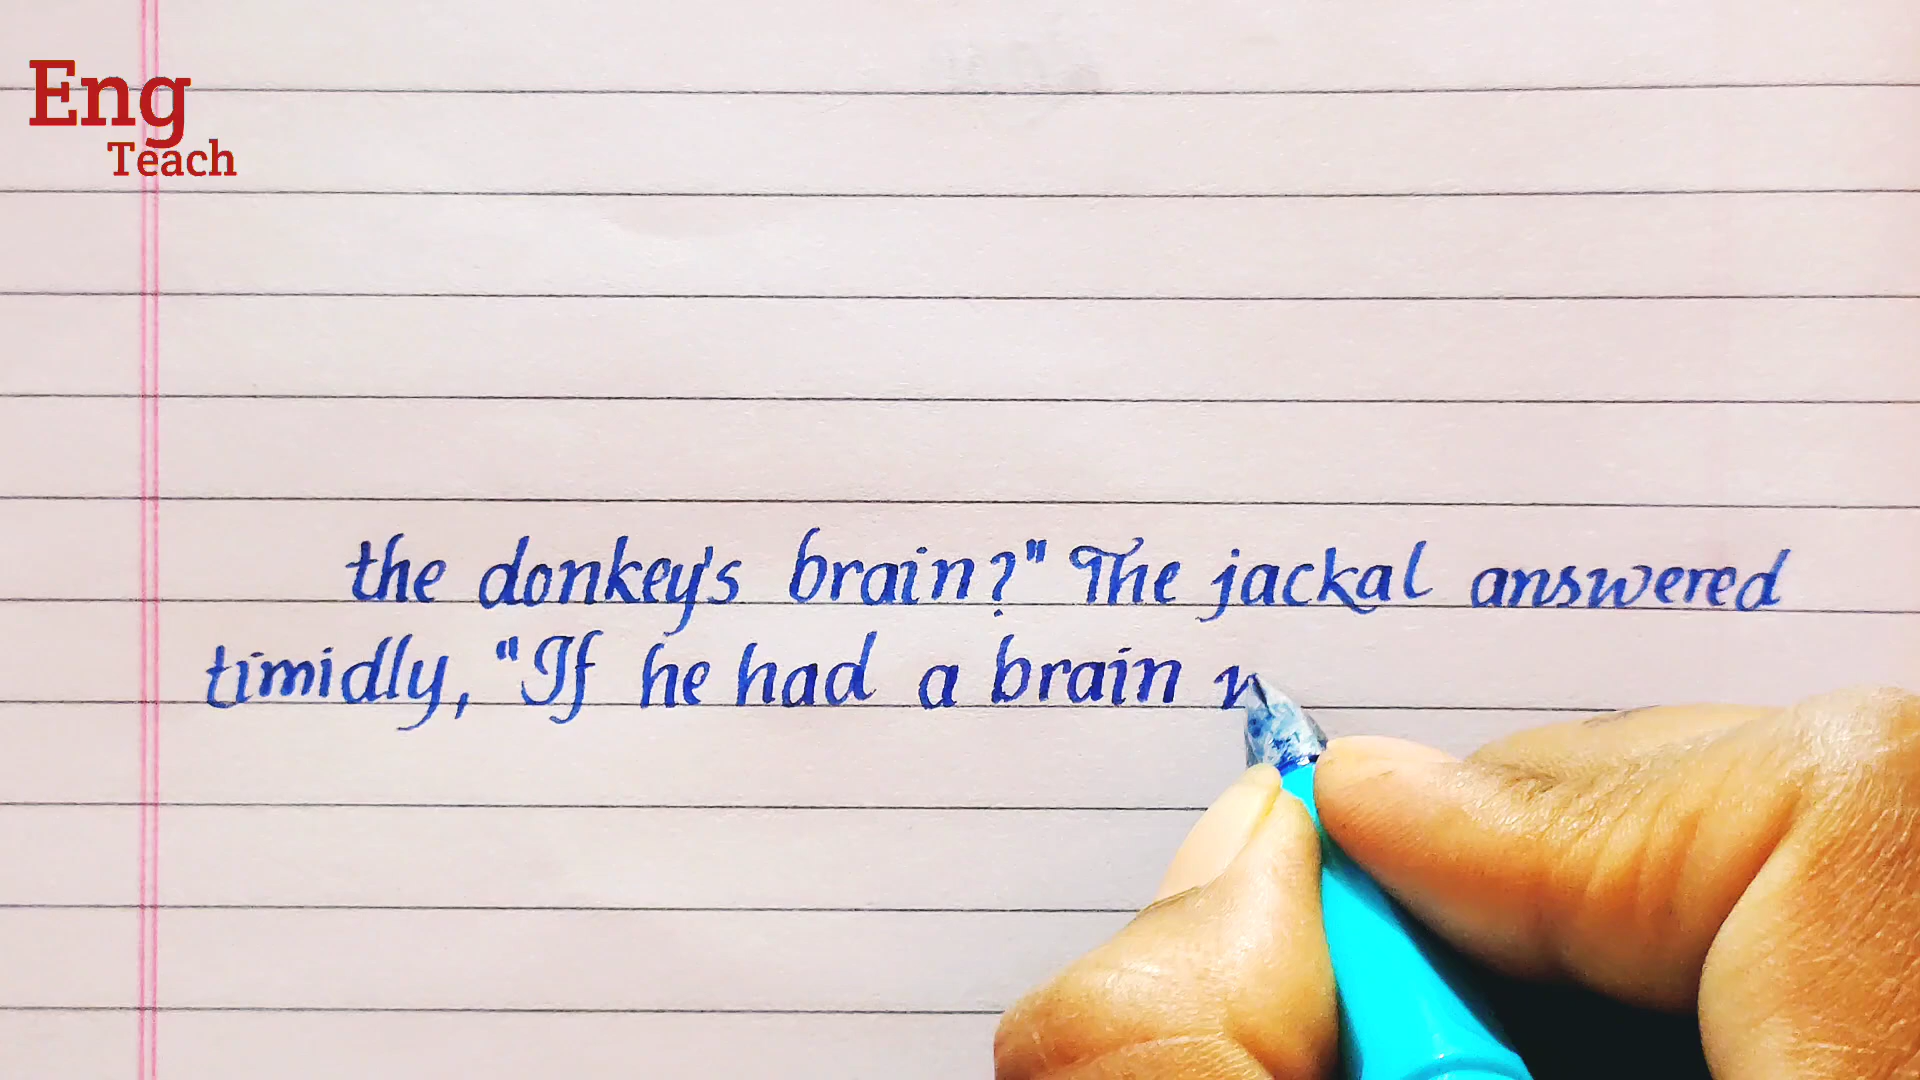 Eng
Teach
the donkey's brain?" The jackal answered
timidly, "If he had a brain